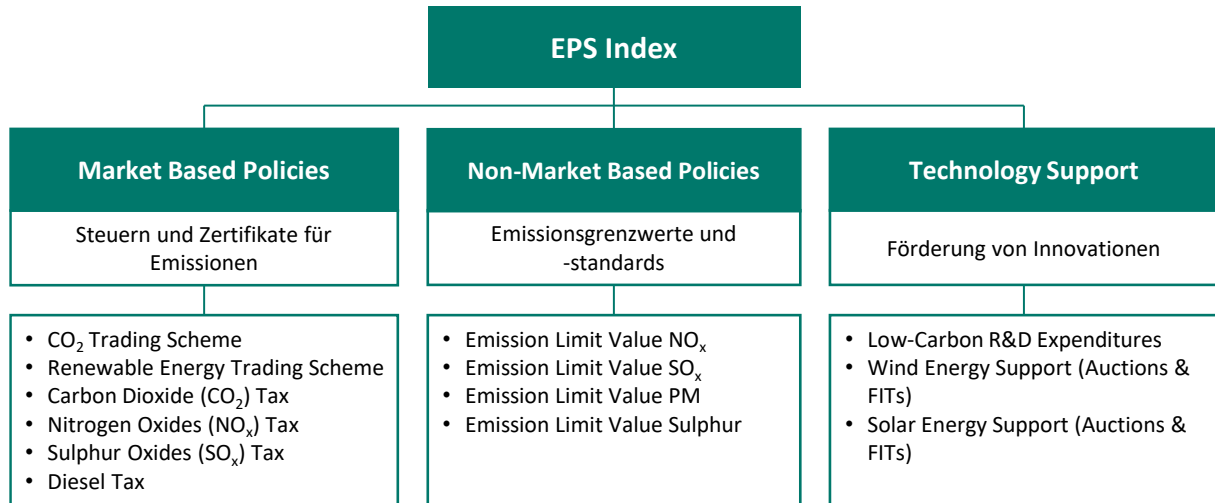 EPS Index
Market Based Policies
Steuern und Zertifikate für
Emissionen
• CO₂ Trading Scheme
• Renewable Energy Trading Scheme
• Carbon Dioxide (CO₂) Tax
• Nitrogen Oxides (NOₓ) Tax
• Sulphur Oxides (SOₓ) Tax
• Diesel Tax
Non-Market Based Policies
Emissionsgrenzwerte und
-standards
• Emission Limit Value NOₓ
• Emission Limit Value SOₓ
• Emission Limit Value PM
• Emission Limit Value Sulphur
Technology Support
Förderung von Innovationen
• Low-Carbon R&D Expenditures
• Wind Energy Support (Auctions &
FITs)
• Solar Energy Support (Auctions &
FITs)